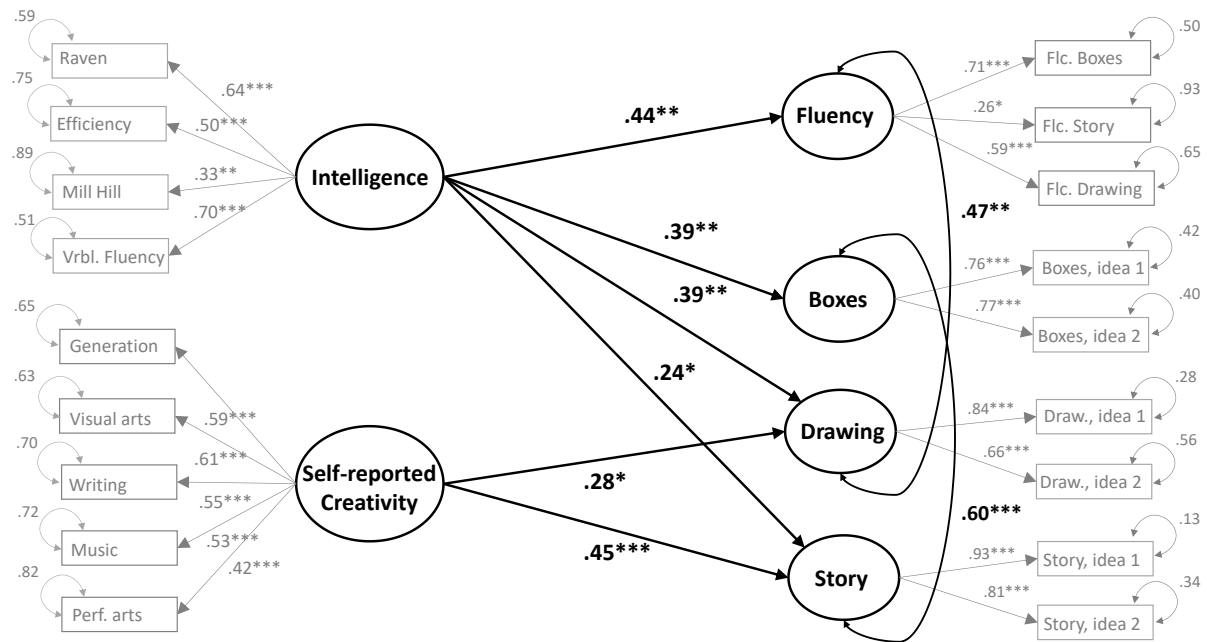 .59
Raven
.64***
.75
Efficiency
.50***
.89
Mill Hill
.33**
.51
Vrbl. Fluency
.70***
Intelligence
.65
Generation
.59***
.63
Visual arts
.61***
.70
Writing
.55***
.72
Music
.53***
.82
Perf. arts
.42***
Self-reported
Creativity
.44**
.39**
.39**
.24*
.28*
.45***
Fluency
Boxes
Drawing
Story
.47**
.60***
.71***
Flc. Boxes
.50
.26*
Flc. Story
.93
.59***
Flc. Drawing
.65
.76***
Boxes, idea 1
.42
.77***
Boxes, idea 2
.40
.84***
Draw., idea 1
.28
.66***
Draw., idea 2
.56
.93***
Story, idea 1
.13
.81***
Story, idea 2
.34